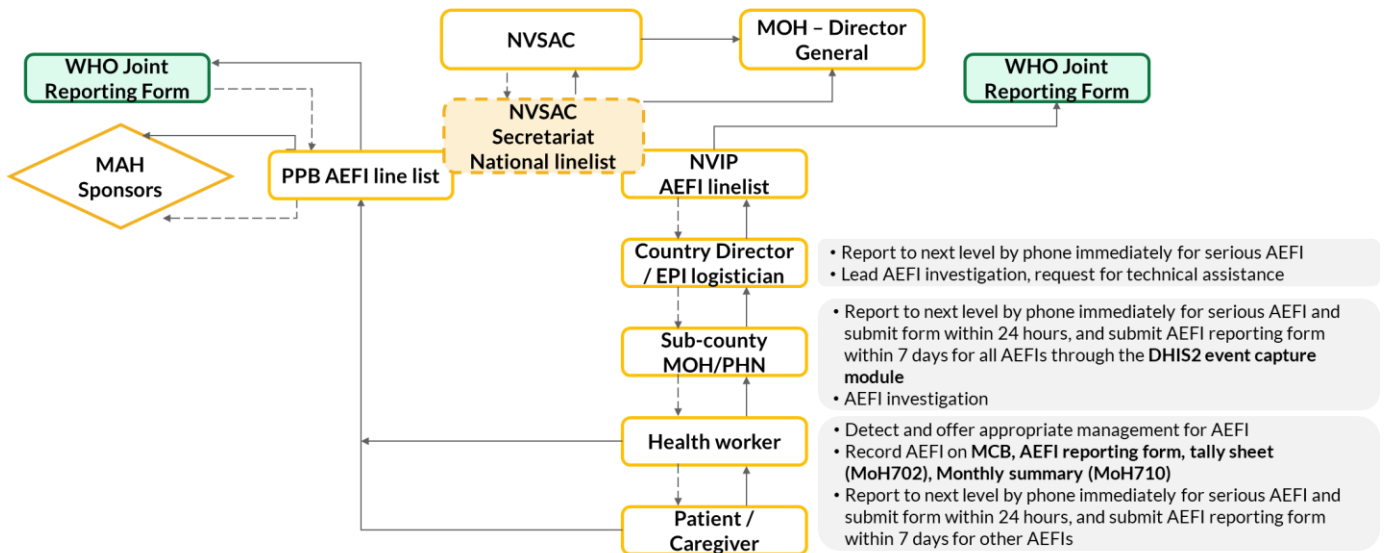 NVSAC
MOH – Director
General
WHO Joint
Reporting Form
WHO Joint
Reporting Form
NVSAC
Secretariat
National linelist
MAH
Sponsors
PPB AEFI line list
NVIP
AEFI linelist
Country Director
/ EPI logistician
• Report to next level by phone immediately for serious AEFI
• Lead AEFI investigation, request for technical assistance
Sub-county
MOH/PHN
• Report to next level by phone immediately for serious AEFI and
submit form within 24 hours, and submit AEFI reporting form
within 7 days for all AEFIs through the DHIS2 event capture
module
• AEFI investigation
Health worker
• Detect and offer appropriate management for AEFI
• Record AEFI on MCB, AEFI reporting form, tally sheet
(MoH702), Monthly summary (MoH710)
• Report to next level by phone immediately for serious AEFI and
submit form within 24 hours, and submit AEFI reporting form
within 7 days for other AEFIs
Patient /
Caregiver